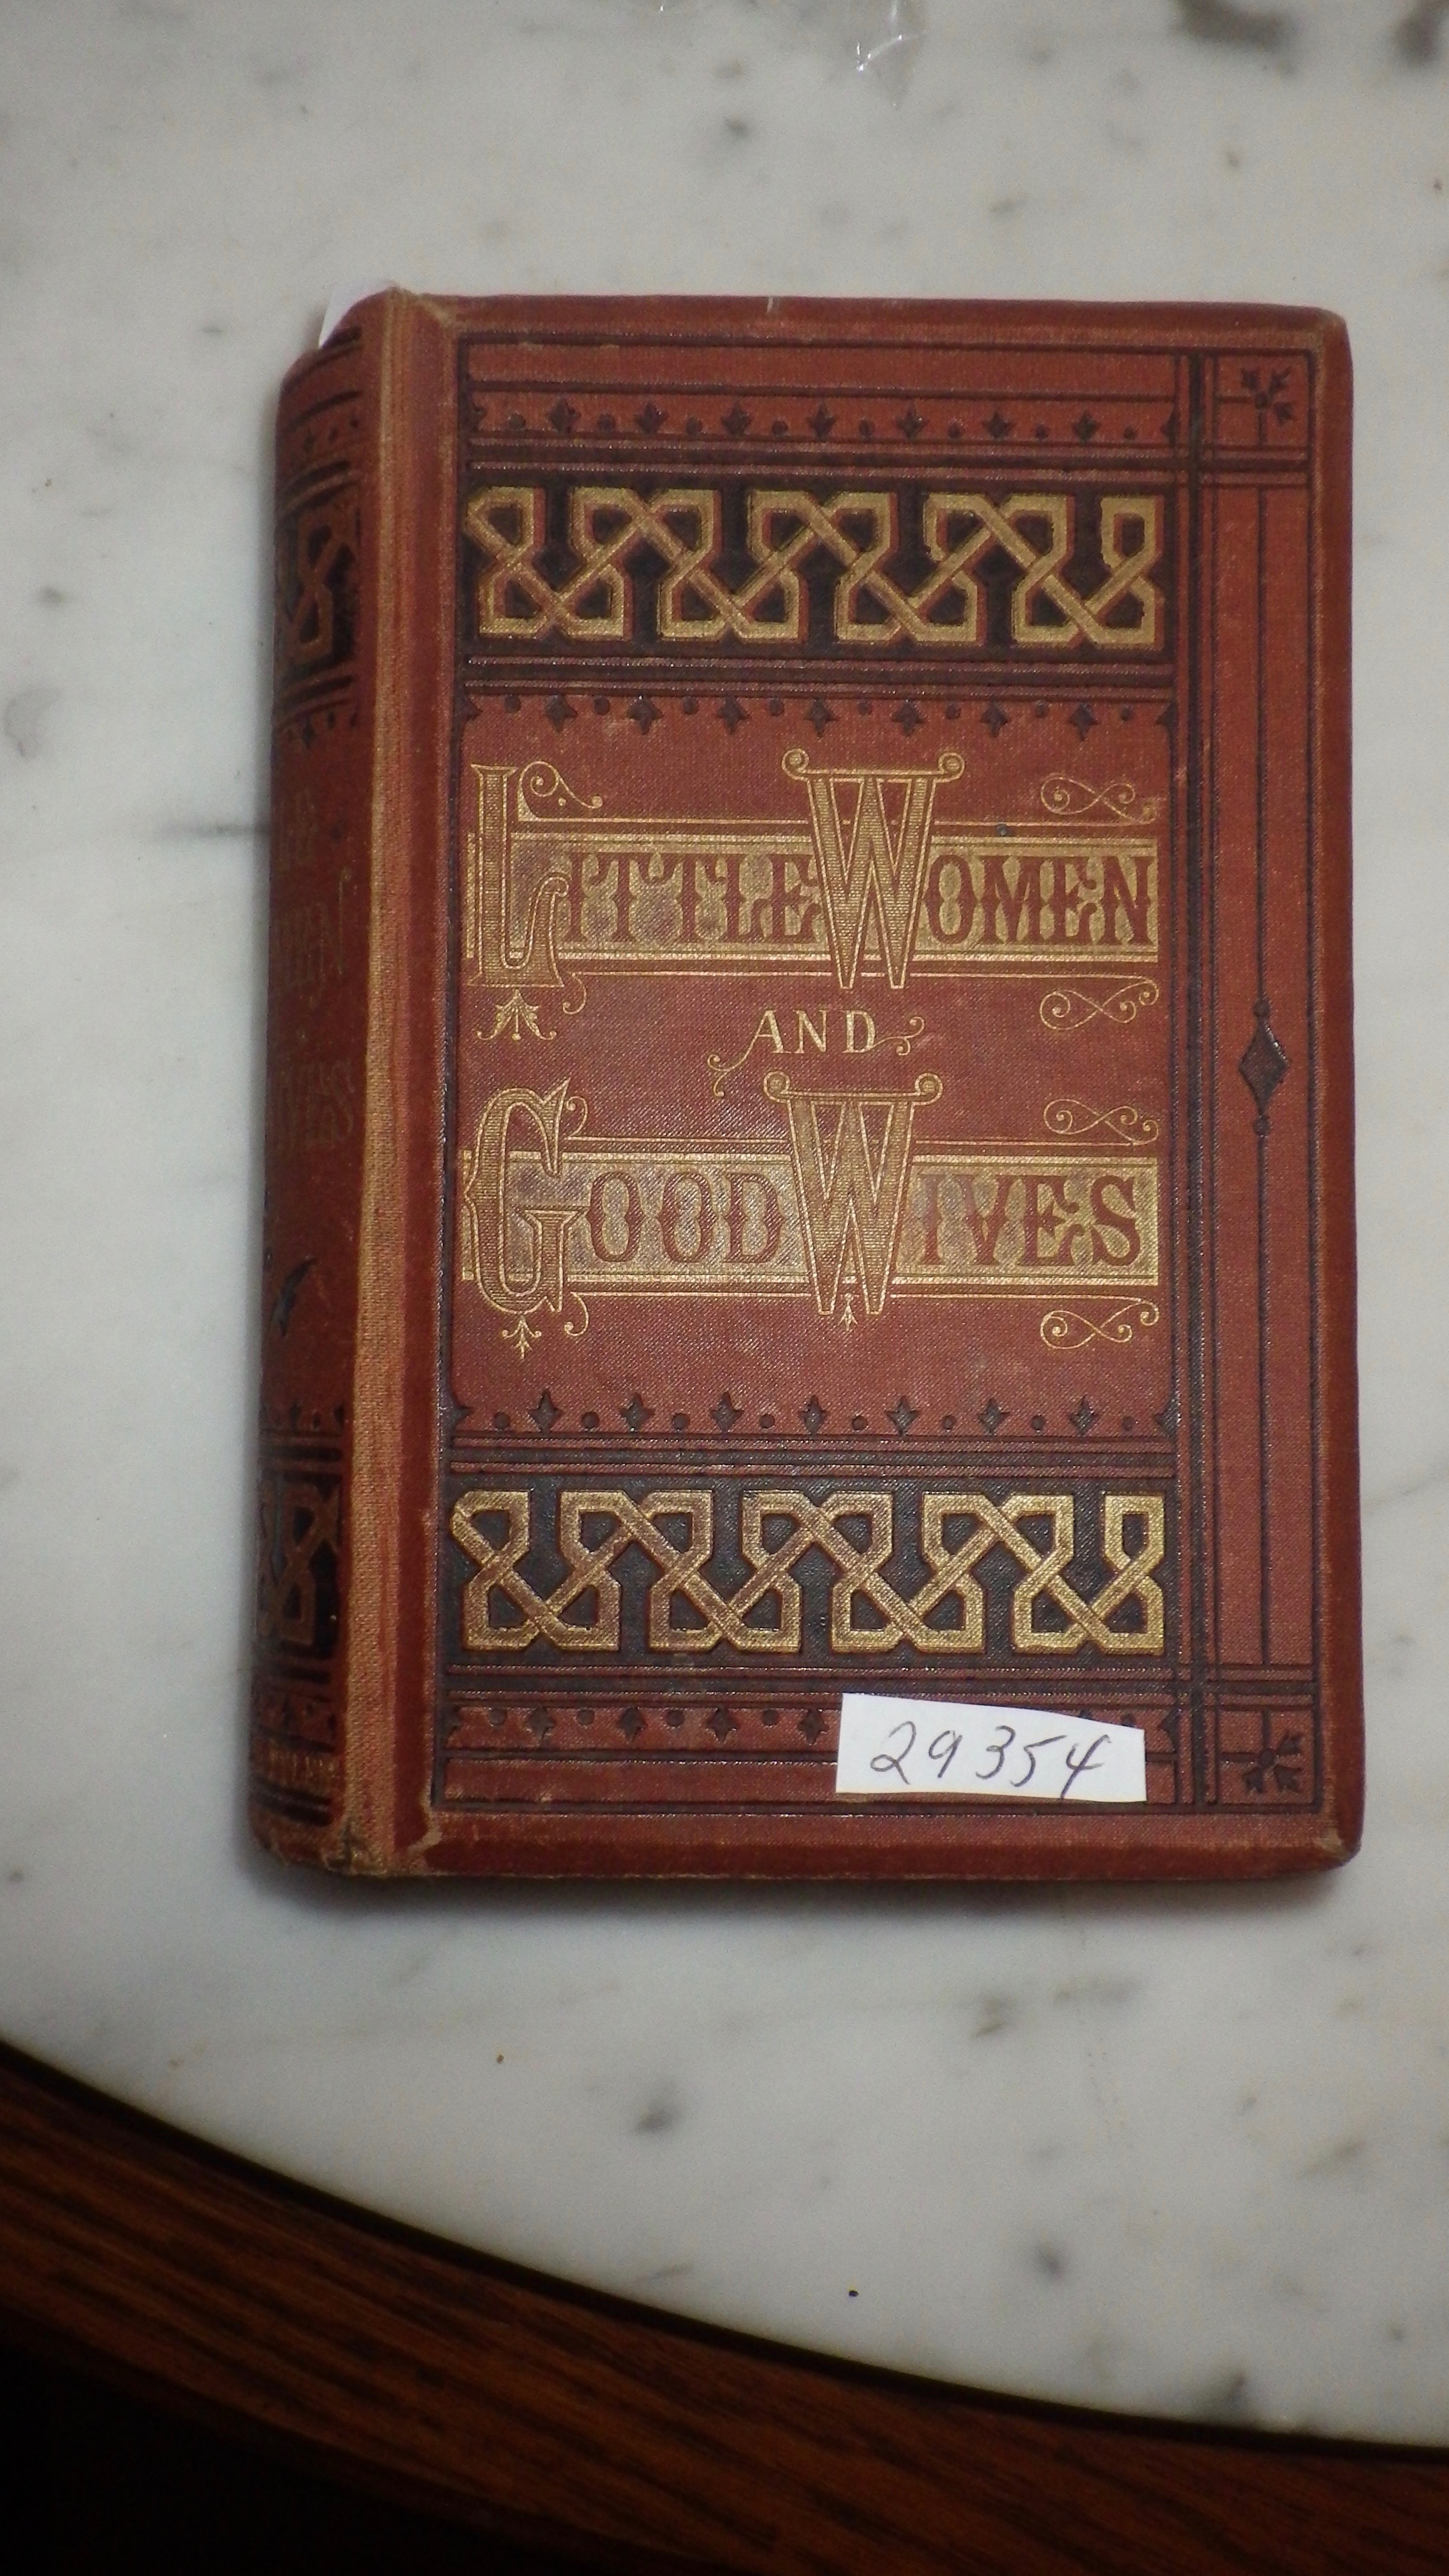 LITTLE WOMEN
AND
GOOD WIVES
29354